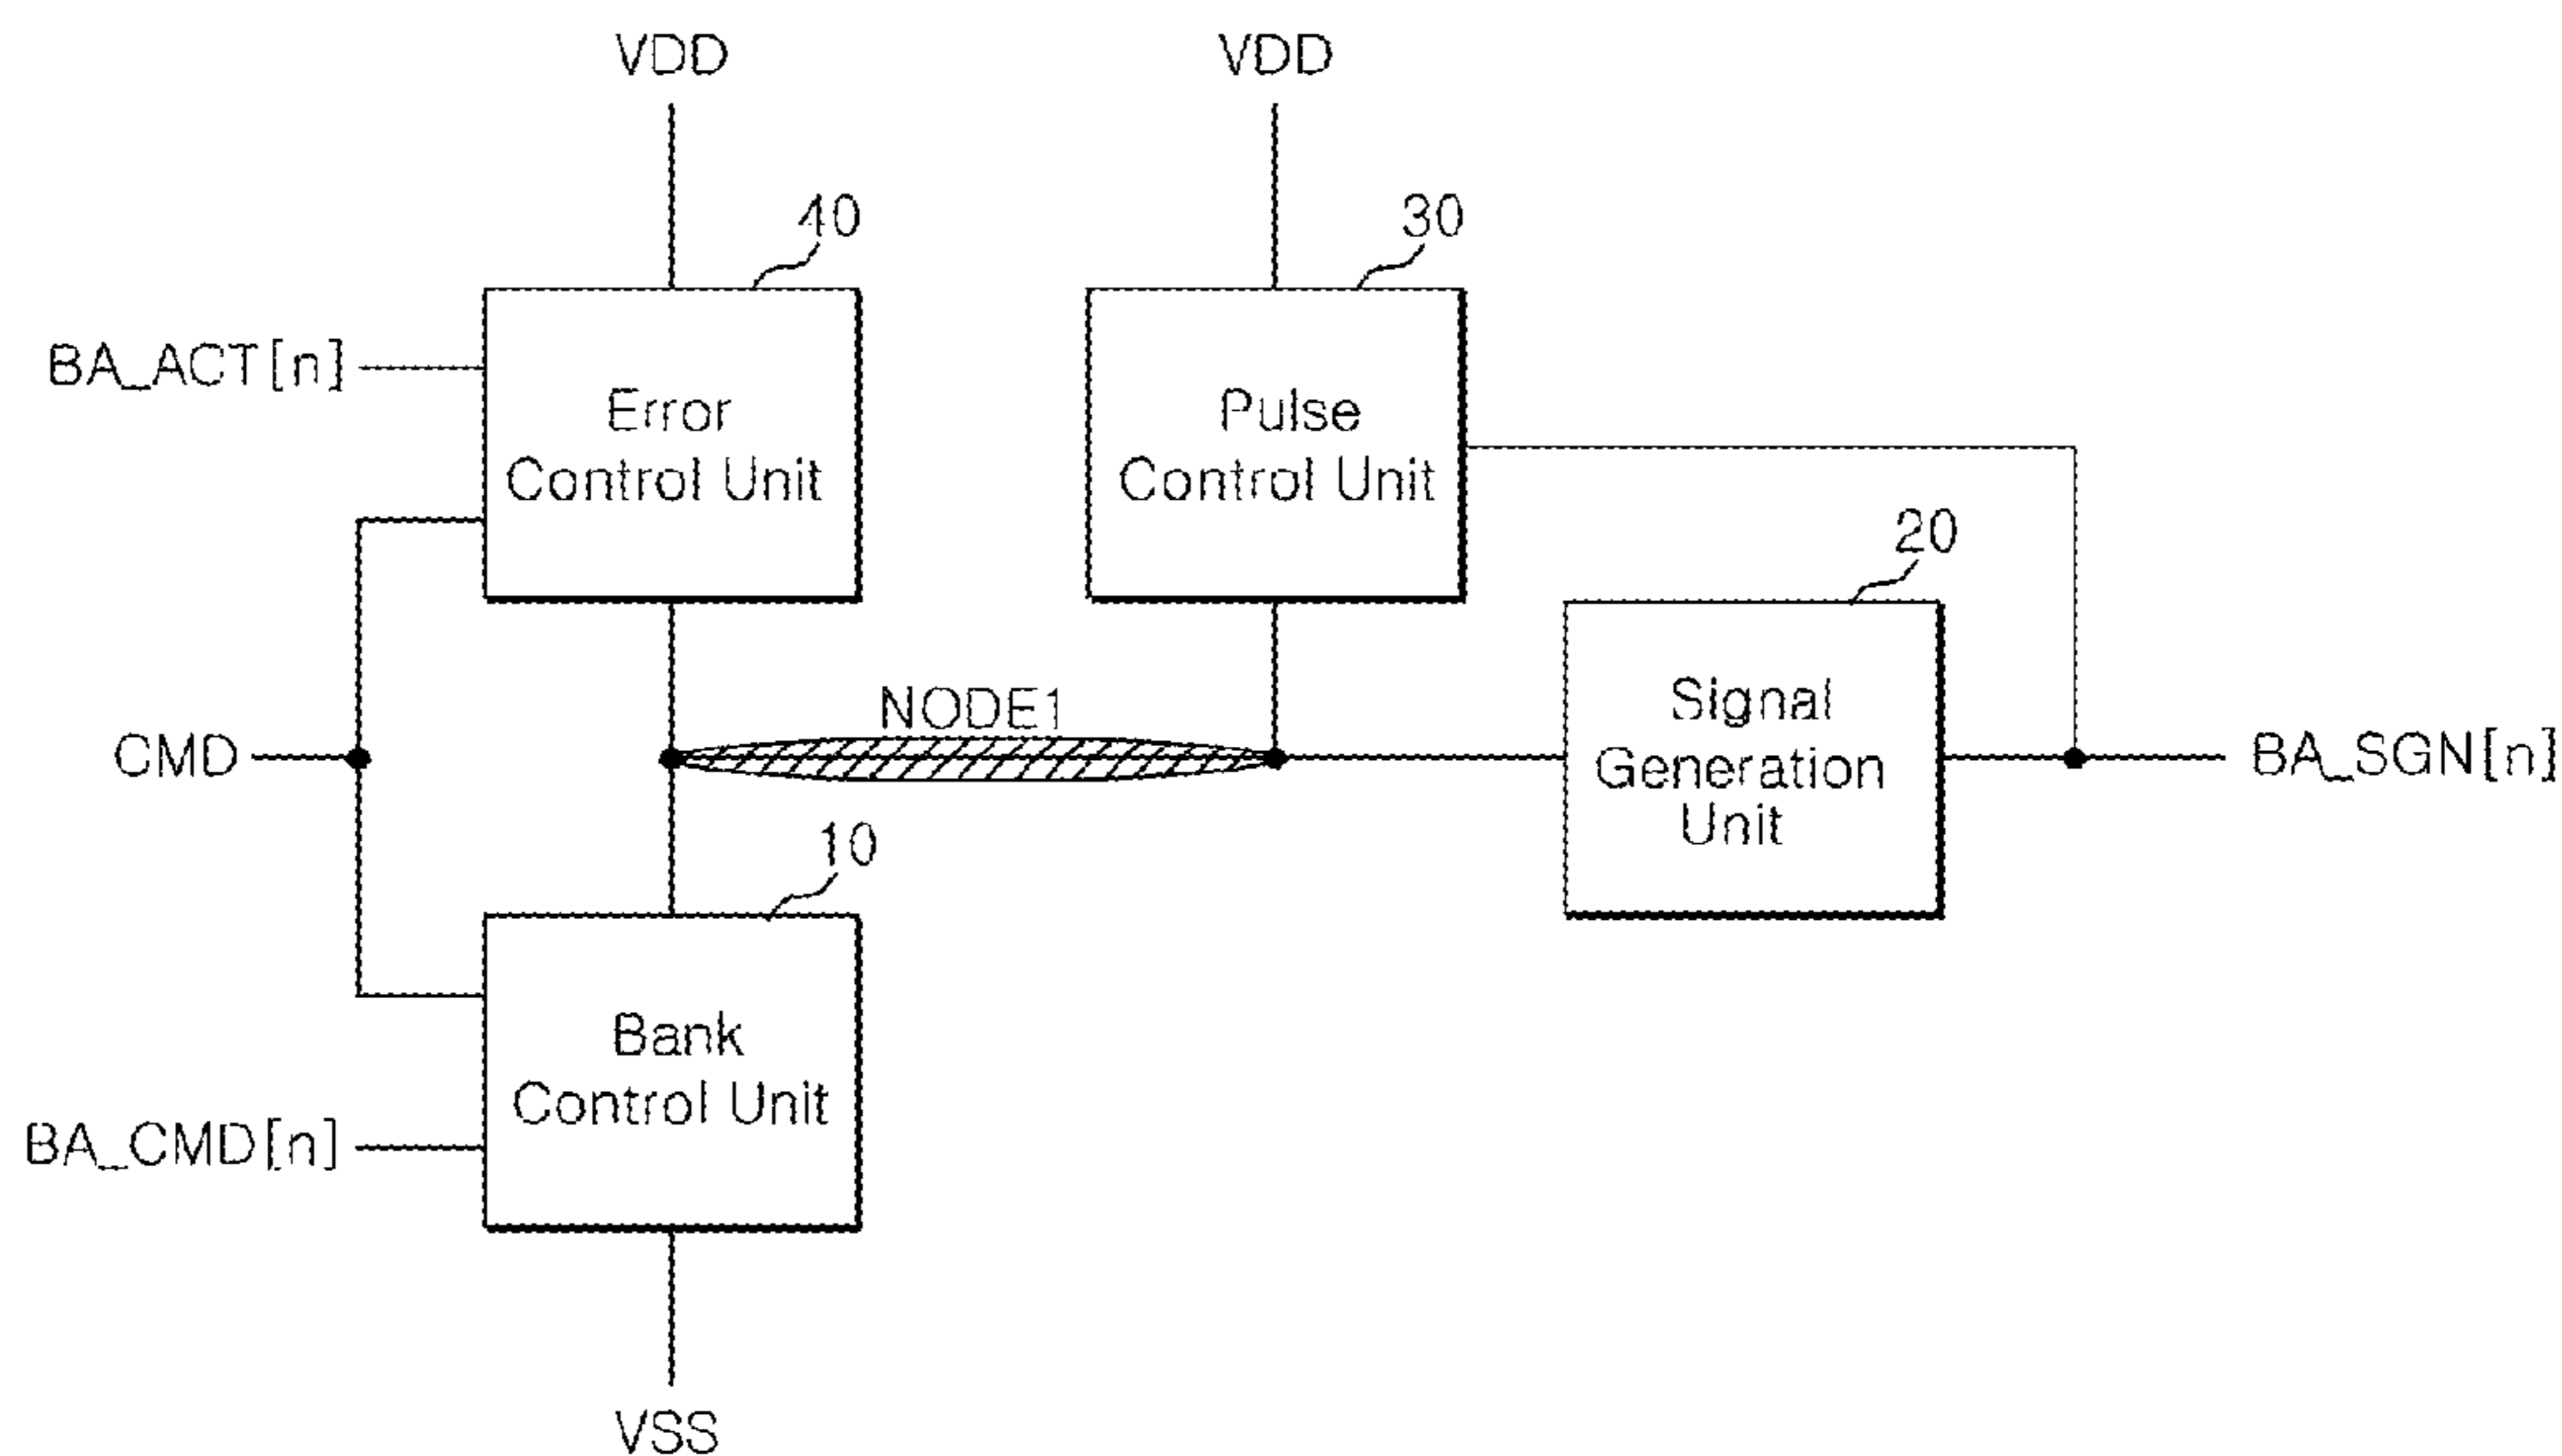 VDD
VDD
40
30
BA_ACT[n]
Error
Control Unit
Pulse
Control Unit
20
NODE1
CMD
Signal
Generation
Unit
BA_SGN[n]
10
Bank
Control Unit
BA_CMD[n]
VSS